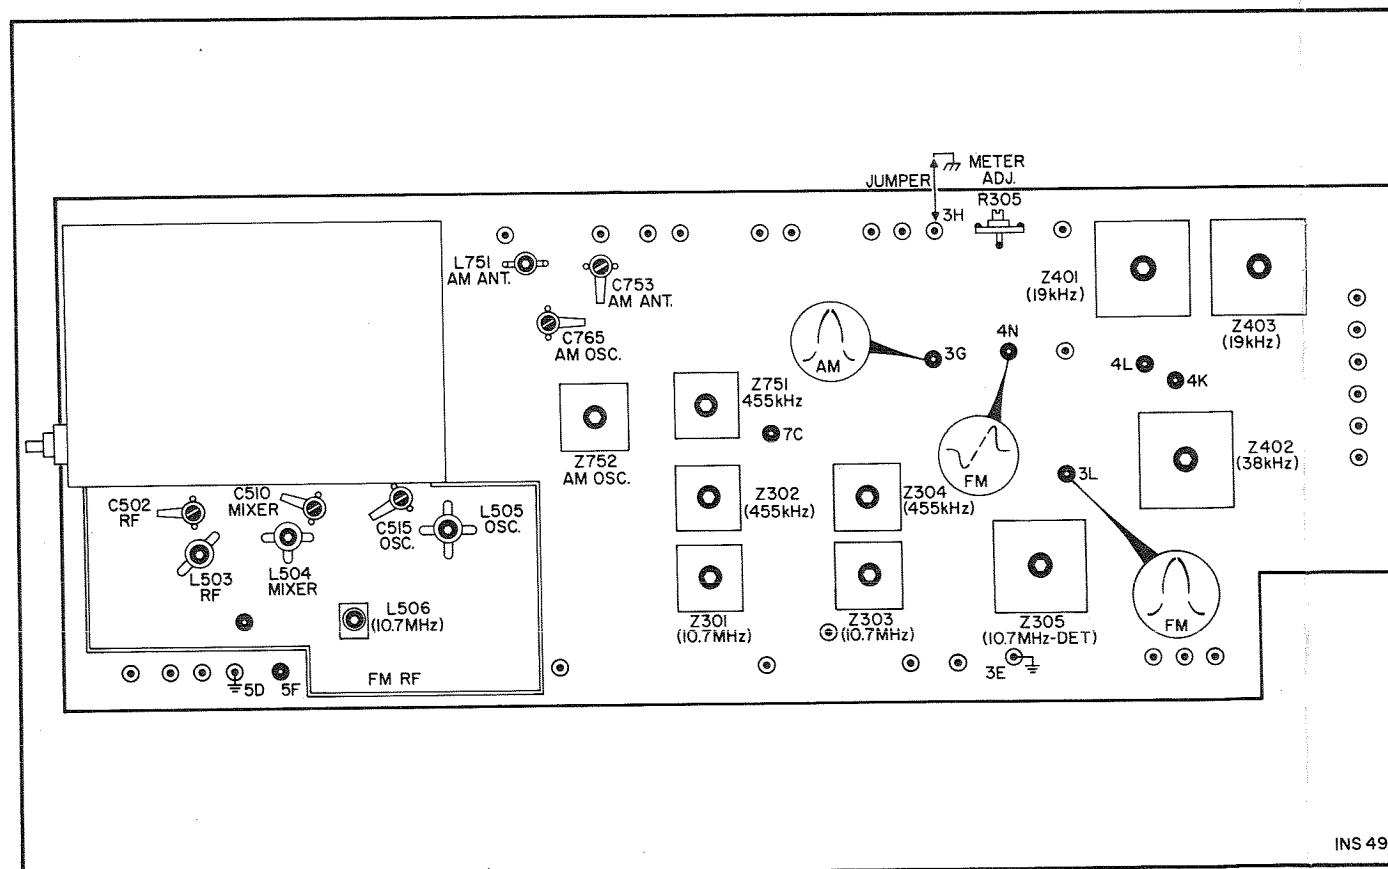 JUMPER
METER
ADJ.
R305
3H
L751
AM ANT.
C753
AM ANT.
C765
AM OSC.
Z401
(19kHz)
Z403
(19kHz)
AM
3G
4N
4L
4K
Z751
455kHz
7C
Z752
AM OSC.
FM
3L
Z402
(38kHz)
C502
RF
C510
MIXER
C515
OSC.
L505
OSC.
Z302
(455kHz)
Z304
(455kHz)
L503
RF
L504
MIXER
L506
(10.7MHz)
Z301
(10.7MHz)
Z303
(10.7MHz)
Z305
(10.7MHz-DET)
FM
5D
5F
FM RF
3E
INS 49